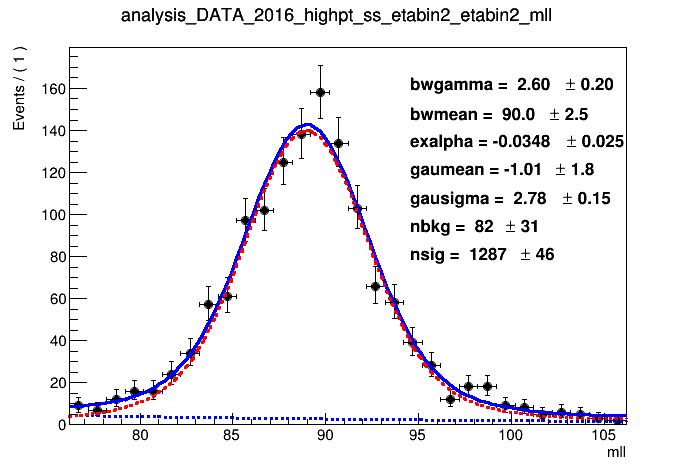 analysis_DATA_2016_highpt_ss_etabin2_etabin2_mll
Events / ( 1 )
160
140
120
100
80
60
40
20
0
bwgamma = 2.60 ± 0.20
bwmean = 90.0 ± 2.5
exalpha = -0.0348 ± 0.025
gaumean = -1.01 ± 1.8
gausigma = 2.78 ± 0.15
nbkg = 82 ± 31
nsig = 1287 ± 46
80 85 90 95 100 105
mll